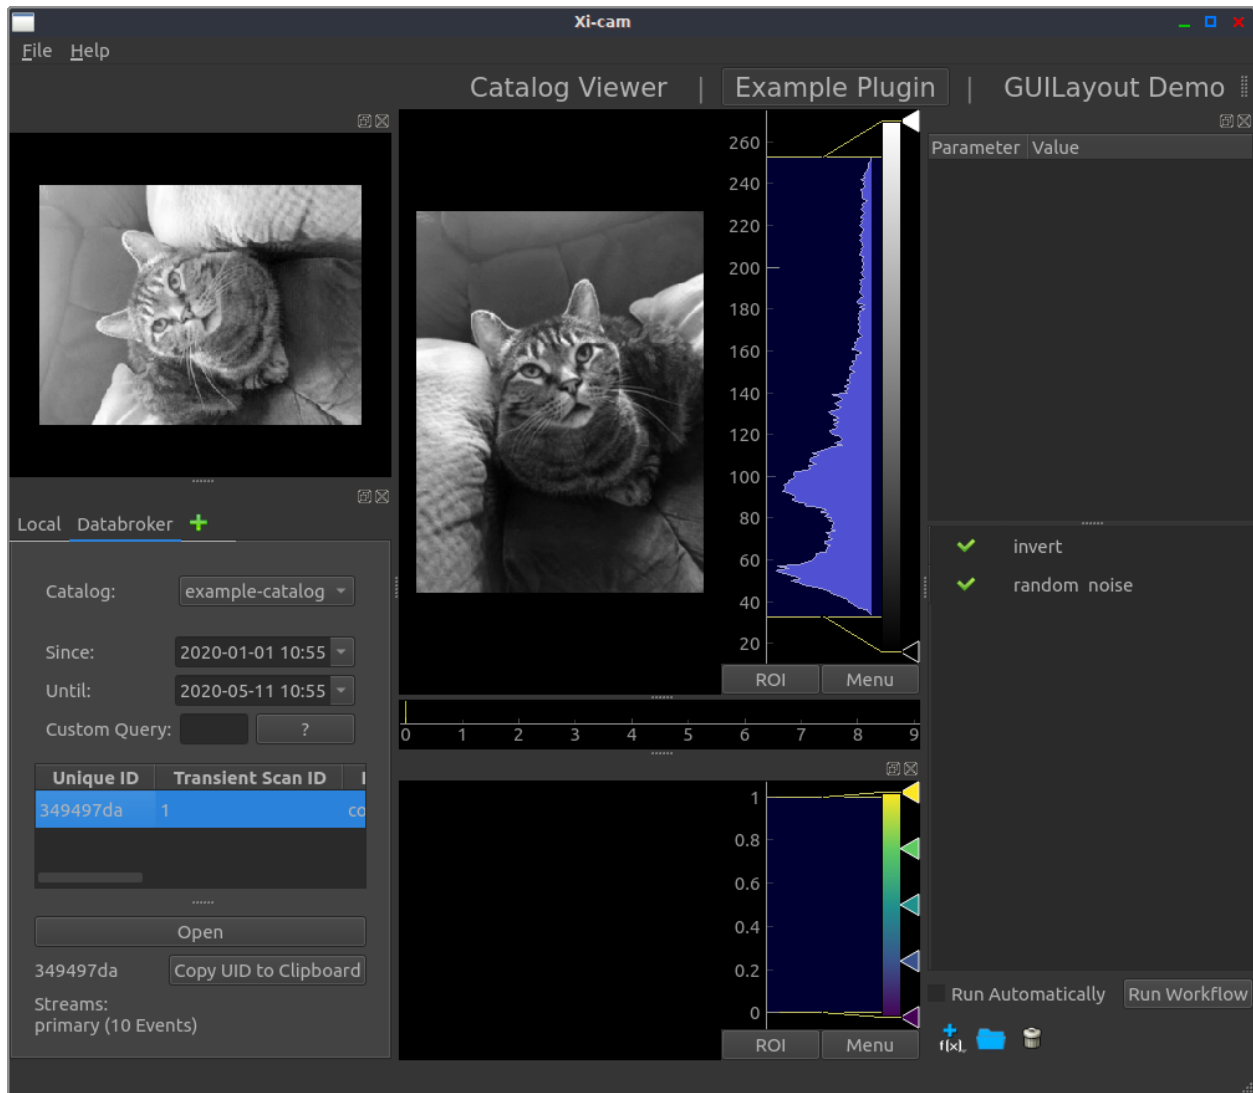 Xi-cam
File Help
Catalog Viewer | Example Plugin | GUILayout Demo
Local Databroker
Catalog: example-catalog
Since: 2020-01-01 10:55
Until: 2020-05-11 10:55
Custom Query: ?
Unique ID Transient Scan ID
349497da 1 co
Open
349497da Copy UID to Clipboard
Streams:
primary (10 Events)
260
240
220
200
180
160
140
120
100
80
60
40
20
ROI Menu
0 1 2 3 4 5 6 7 8 9
1
0.8
0.6
0.4
0.2
0
ROI Menu
Parameter Value
invert
random noise
Run Automatically Run Workflow
f(x)